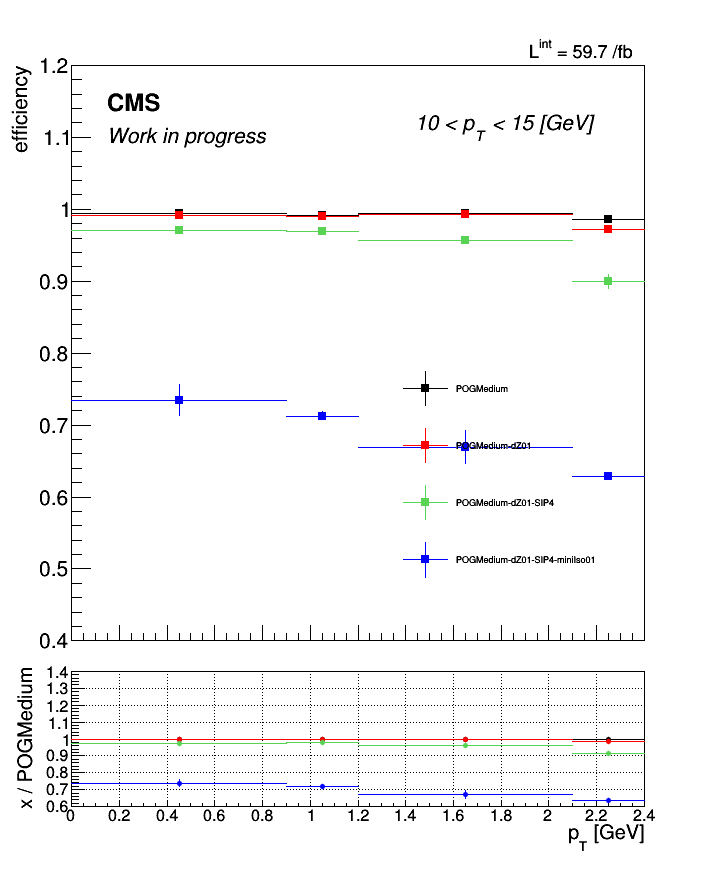 L^int = 59.7 /fb
efficiency
CMS
Work in progress
10 < p_T < 15 [GeV]
1.2
1.1
1
0.9
0.8
0.7
0.6
0.5
0.4
POGMedium
POGMedium-dZ01
POGMedium-dZ01-SIP4
POGMedium-dZ01-SIP4-miniIso01
x / POGMedium
1.4
1.3
1.2
1.1
1
0.9
0.8
0.7
0.6
0 0.2 0.4 0.6 0.8 1 1.2 1.4 1.6 1.8 2 2.2 2.4
p_T [GeV]